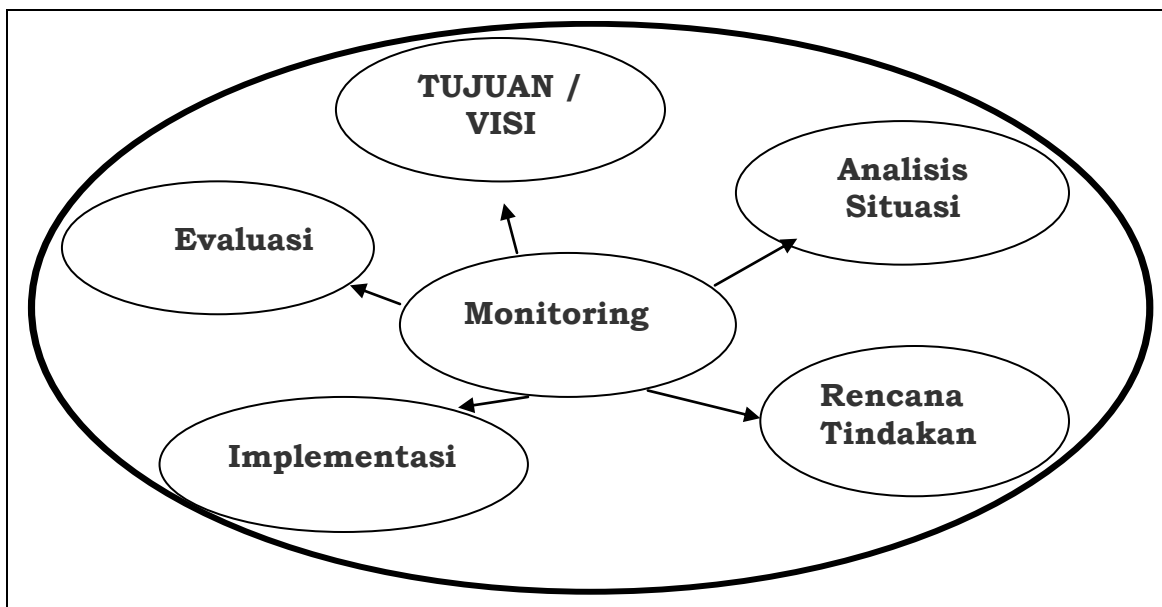 TUJUAN /
VISI
Analisis
Situasi
Evaluasi
Monitoring
Rencana
Tindakan
Implementasi